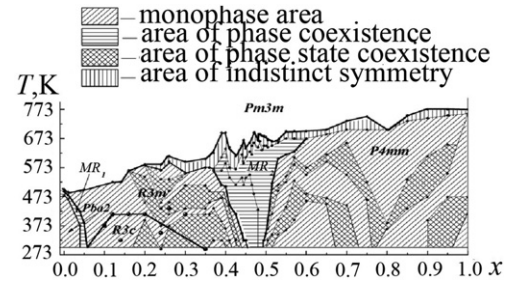 monophase area
area of phase coexistence
area of phase state coexistence
area of indistinct symmetry
T,K
Pm3m
773
673
573
473
373
273
MR
P4mm
MR1
R3m
Pba2
R3c
0.0 0.1 0.2 0.3 0.4 0.5 0.6 0.7 0.8 0.9 1.0 x